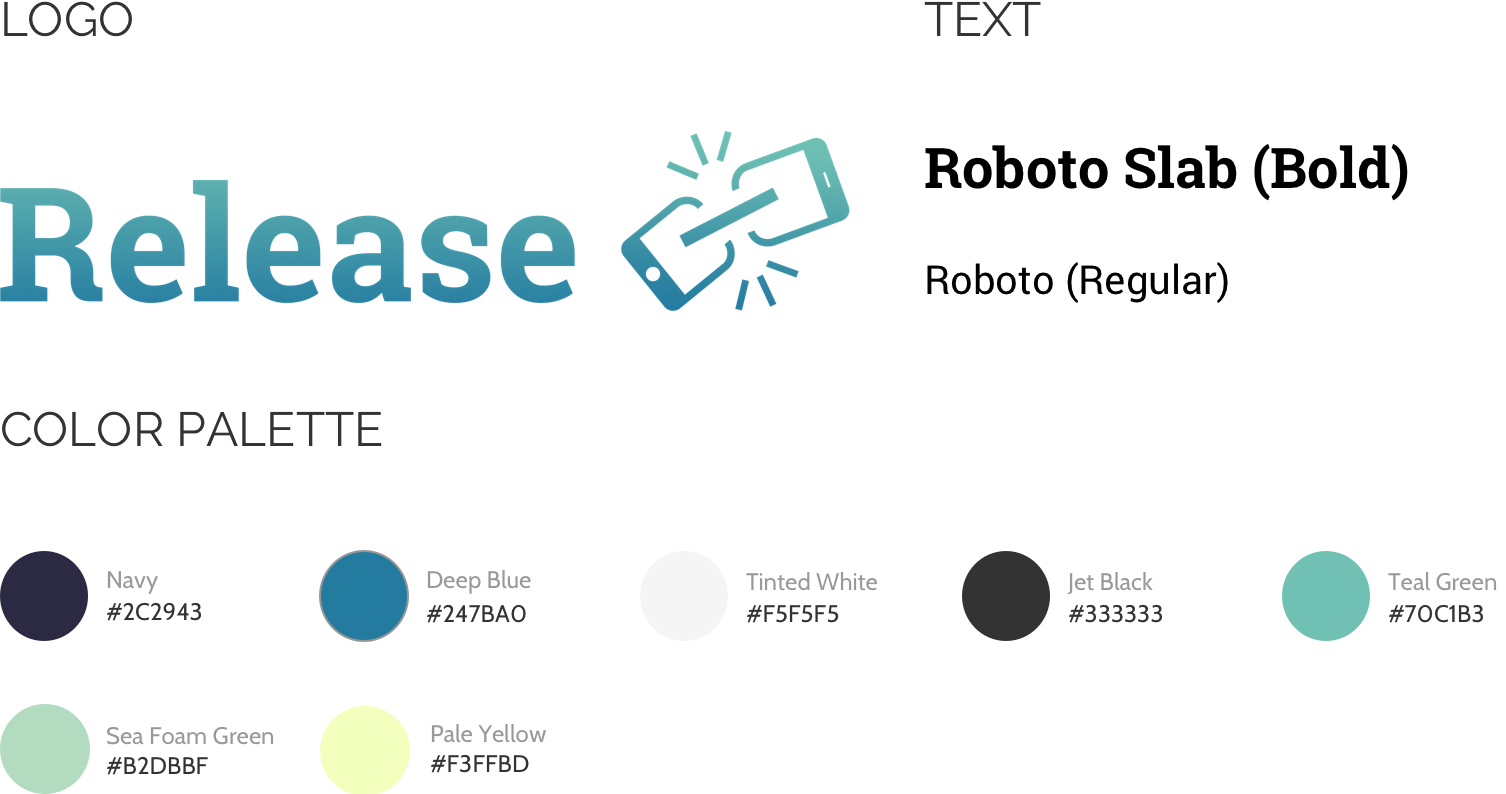 LOGO
TEXT
Release
Roboto Slab (Bold)
Roboto (Regular)
COLOR PALETTE
Navy
#2C2943
Deep Blue
#247BA0
Tinted White
#F5F5F5
Jet Black
#333333
Teal Green
#70C1B3
Sea Foam Green
#B2DBBF
Pale Yellow
#F3FFBD